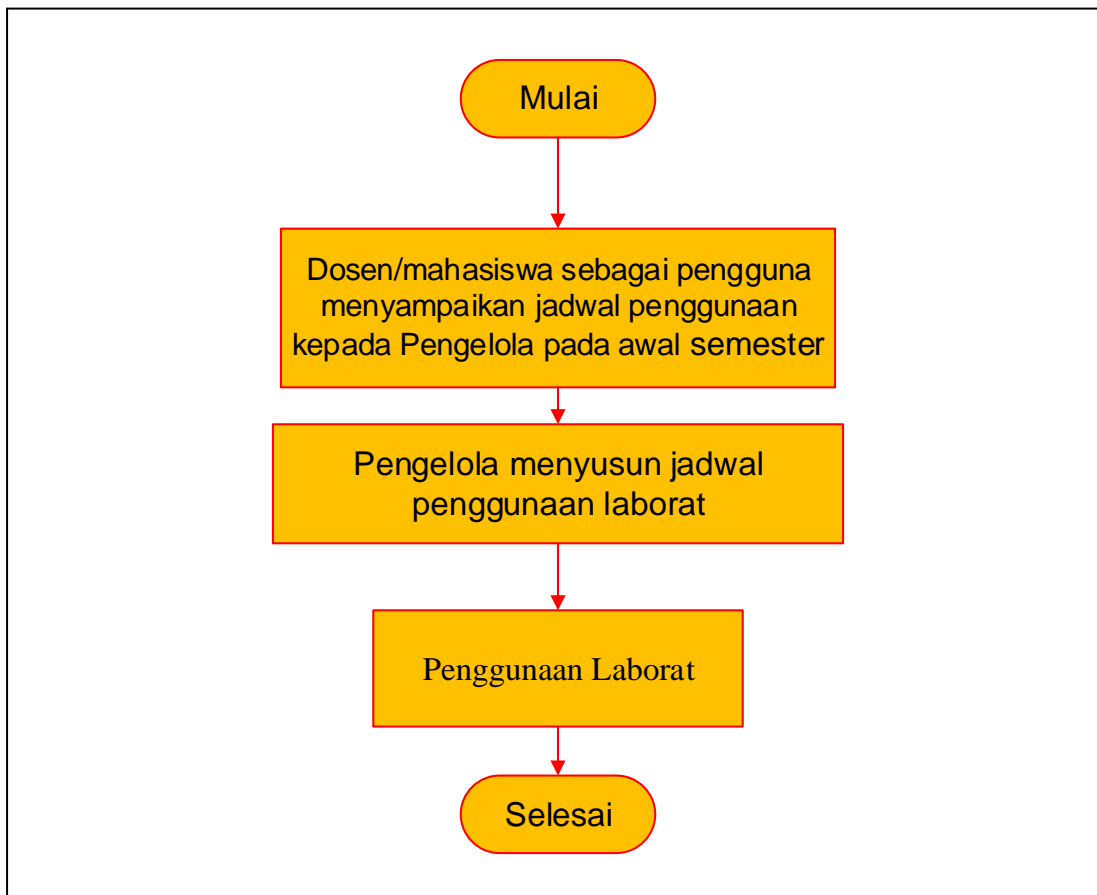 Mulai
Dosen/mahasiswa sebagai pengguna
menyampaikan jadwal penggunaan
kepada Pengelola pada awal semester
Pengelola menyusun jadwal
penggunaan laborat
Penggunaan Laborat
Selesai